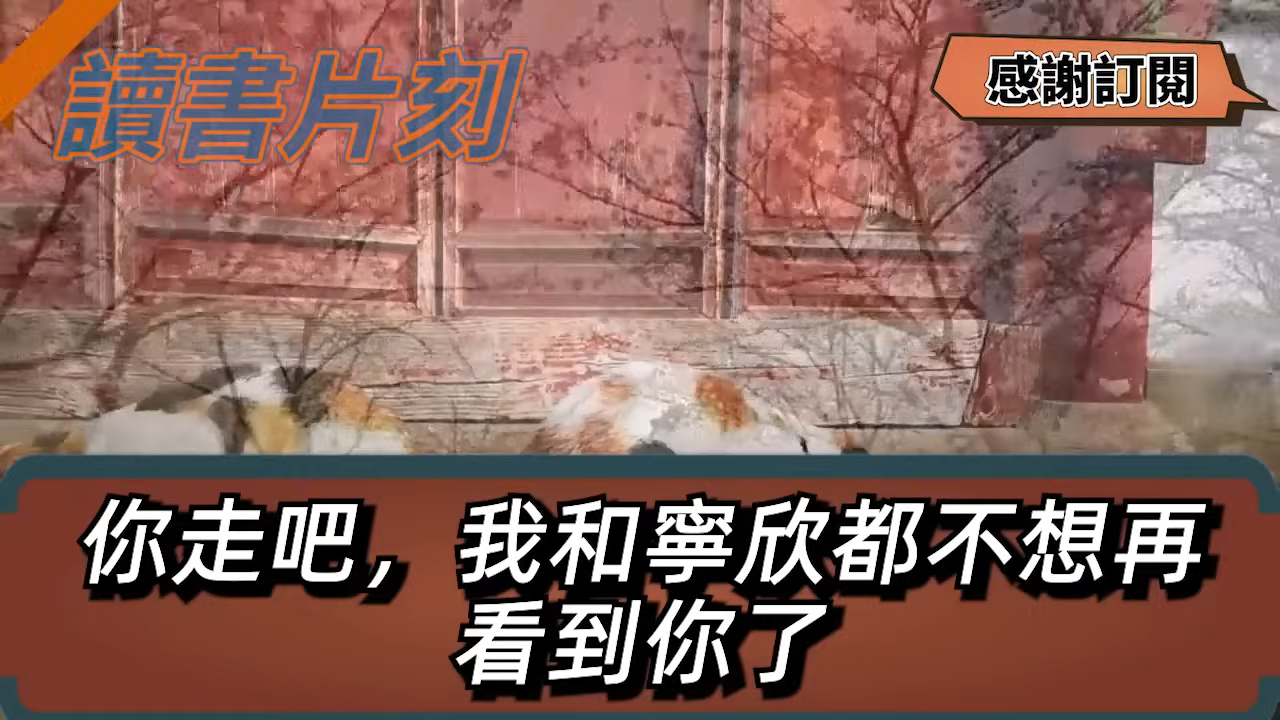 讀書片刻
感謝訂閱
你走吧，我和寧欣都不想再
看到你了